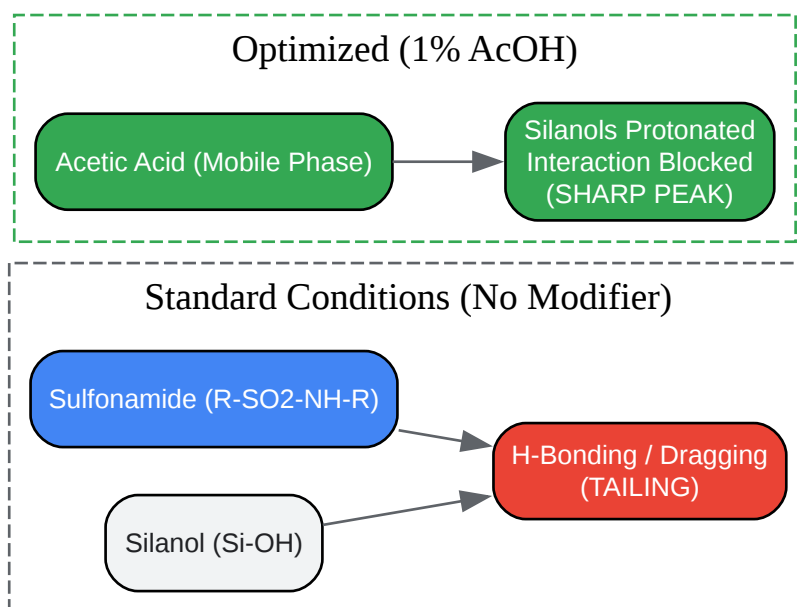 Optimized (1% AcOH)
Acetic Acid (Mobile Phase)
Silanols Protonated
Interaction Blocked
(SHARP PEAK)
Standard Conditions (No Modifier)
Sulfonamide (R-SO2-NH-R)
H-Bonding / Dragging
(TAILING)
Silanol (Si-OH)